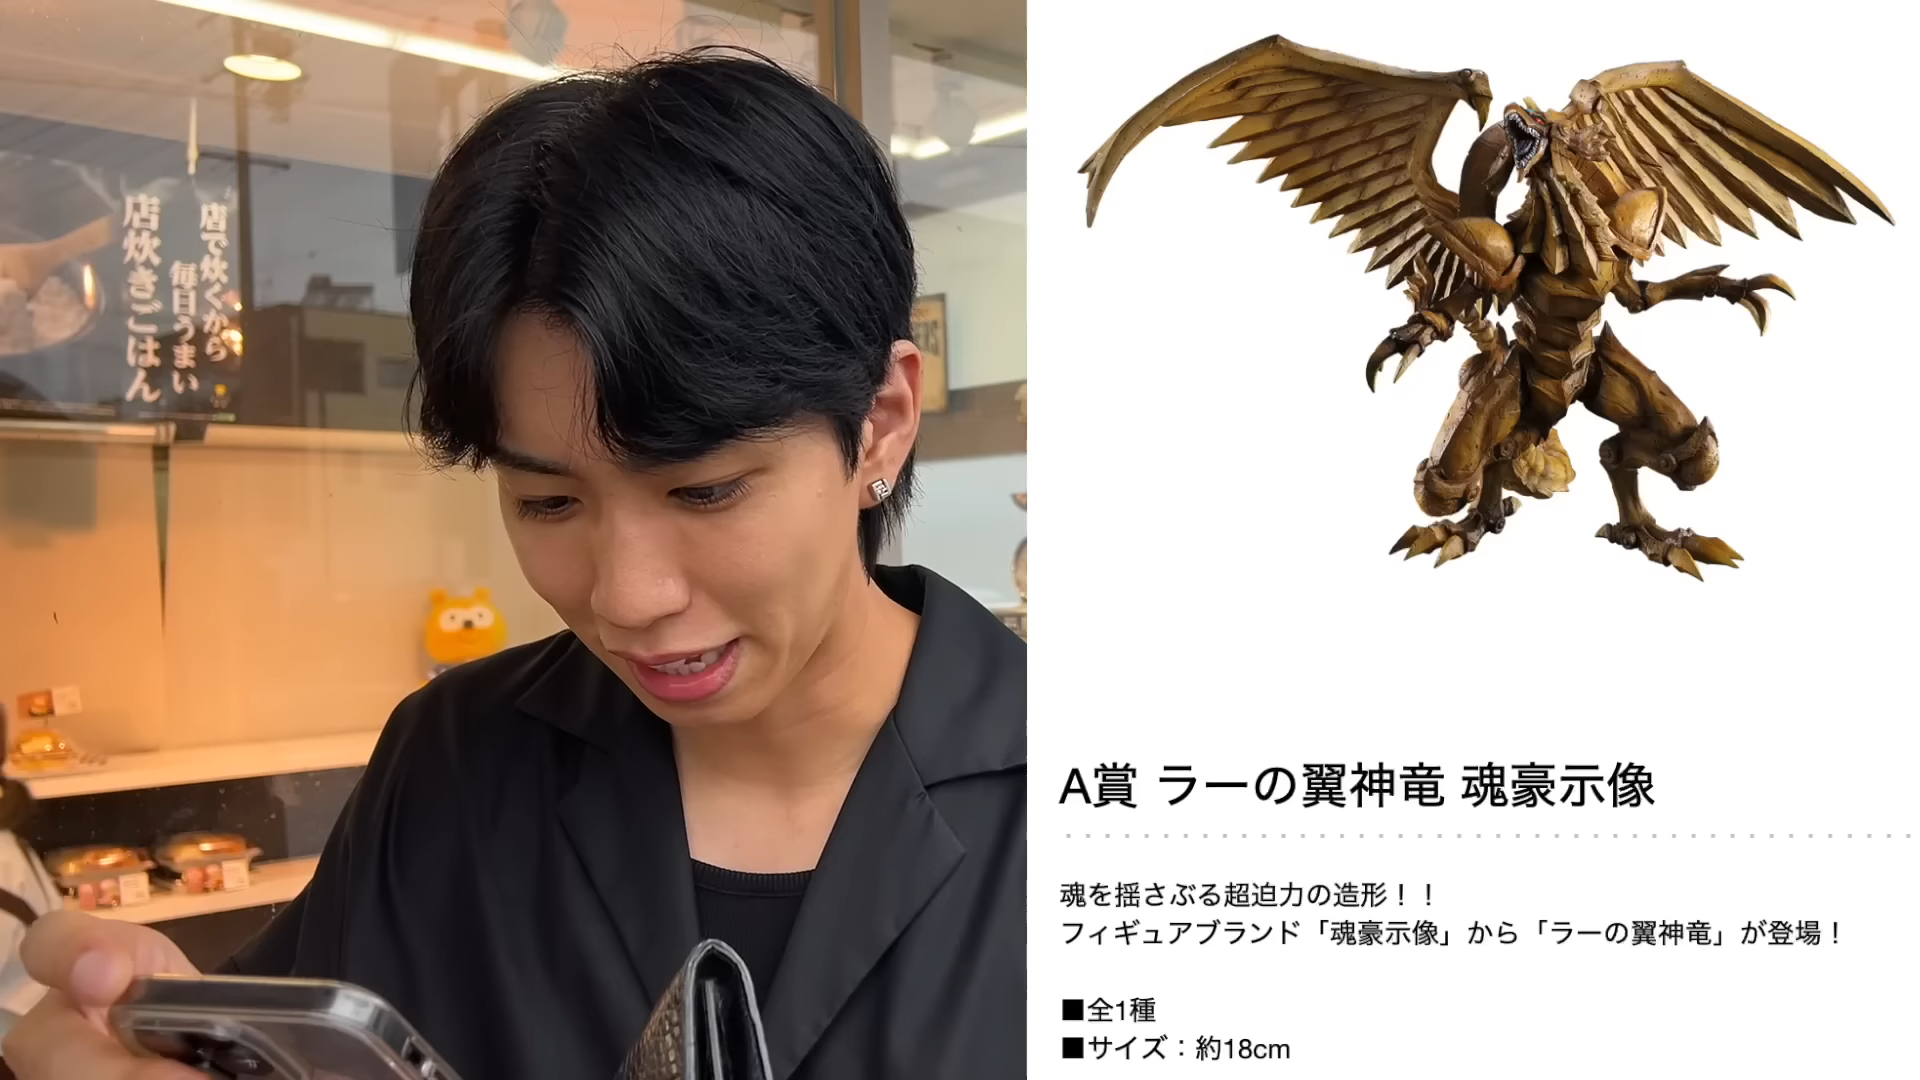 店で炊くから
毎日うまい
店炊きごはん
A賞 ラーの翼神竜 魂豪示像
魂を揺さぶる超迫力の造形！！
フィギュアブランド「魂豪示像」から「ラーの翼神竜」が登場！
■全1種
■サイズ：約18cm